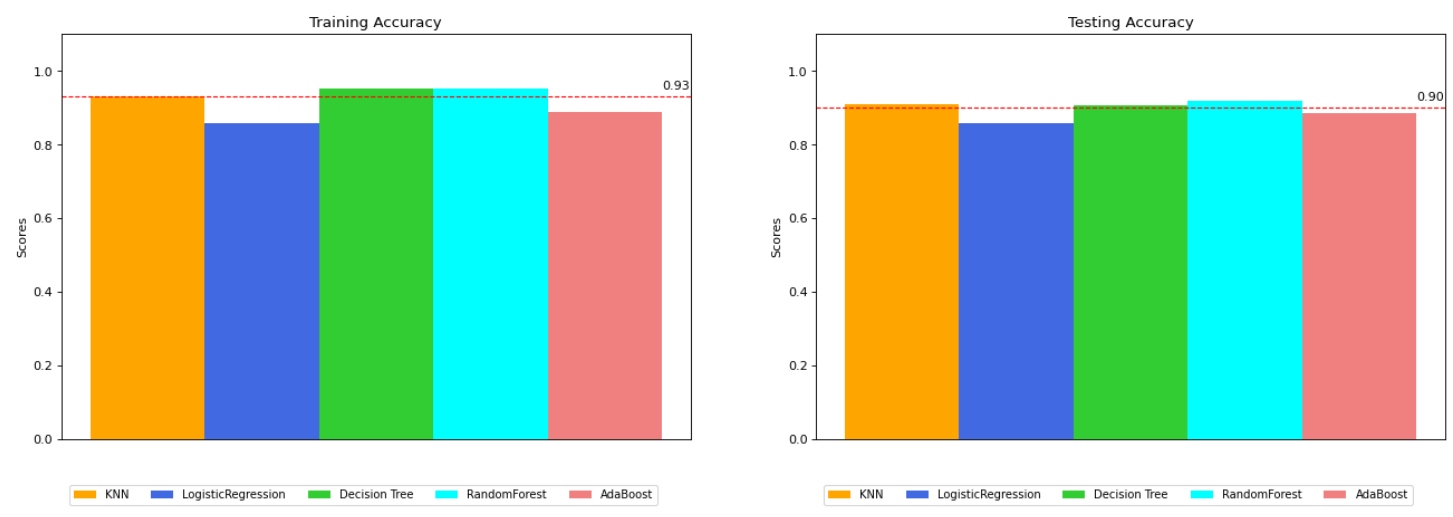 Training Accuracy
1.0
0.8
0.6
0.4
0.2
0.0
Scores
0.93
KNN LogisticRegression Decision Tree RandomForest AdaBoost
Testing Accuracy
1.0
0.8
0.6
0.4
0.2
0.0
Scores
0.90
KNN LogisticRegression Decision Tree RandomForest AdaBoost